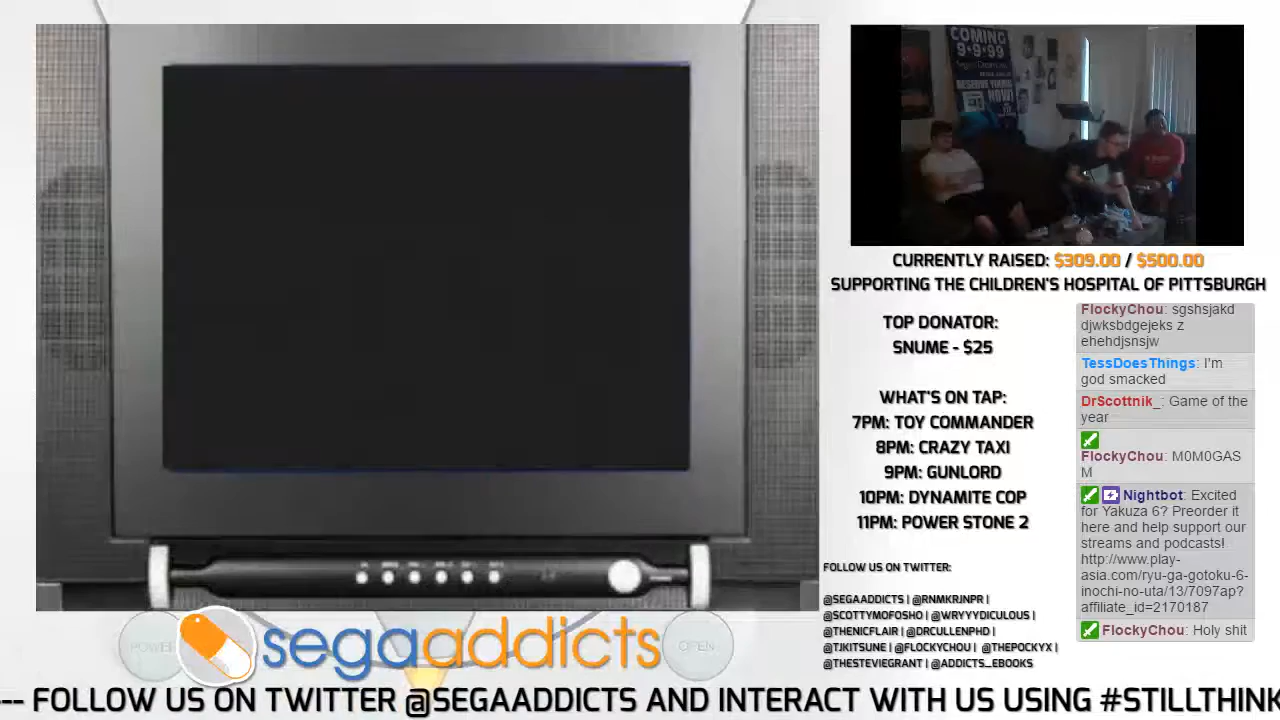 COMING
9•9•99
NOW!
CURRENTLY RAISED: $309.00 / $500.00
SUPPORTING THE CHILDREN'S HOSPITAL OF PITTSBURGH
TOP DONATOR:
SNUME - $25
WHAT'S ON TAP:
7PM: TOY COMMANDER
8PM: CRAZY TAXI
9PM: GUNLORD
10PM: DYNAMITE COP
11PM: POWER STONE 2
FOLLOW US ON TWITTER:
@SEGAADDICTS | @RNMKRJNPR |
@SCOTTYMOFOSHO | @WRYYYDICULOUS |
@THENICFLAIR | @DRCULLENPHD |
@TJKITSUNE | @FLOCKYCHOU | @THEPOCKYX |
@THESTEVIEGRANT | @ADDICTS_EBOOKS
FlockyChou: sgshsjakd
djwksbdgejeks z
ehehdjsnsjw
TessDoesThings: I'm
god smacked
DrScottnik_: Game of the
year
FlockyChou: M0M0GAS
M
Nightbot: Excited
for Yakuza 6? Preorder it
here and help support our
streams and podcasts!
http://www.play-
asia.com/ryu-ga-gotoku-6-
inochi-no-uta/13/7097ap?
affiliate_id=2170187
FlockyChou: Holy shit
POWER
segaaddicts
OPEN
--- FOLLOW US ON TWITTER @SEGAADDICTS AND INTERACT WITH US USING #STILLTHINK